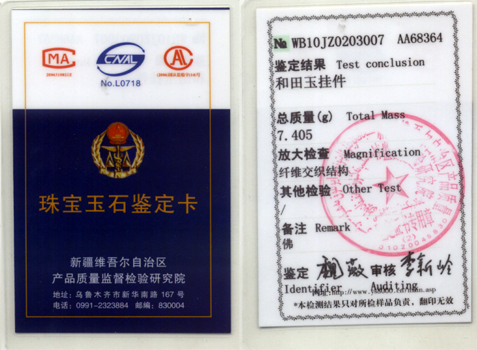 CMA
CNAL
CAL
No.L0718
珠宝玉石鉴定卡
新疆维吾尔自治区
产品质量监督检验研究院
地址：乌鲁木齐市新华南路 167 号
电话：0991-2323884 邮编：830004
№ WB10JZ0203007 AA68364
鉴定结果 Test conclusion
和田玉挂件
总质量(g) Total Mass
7.405
放大检查 Magnification
纤维交织结构
其他检验 Other Test
/
备注 Remark
佛
鉴定 审核
Identifier Auditing
*本检测结果只对所检样品负责，翻印无效